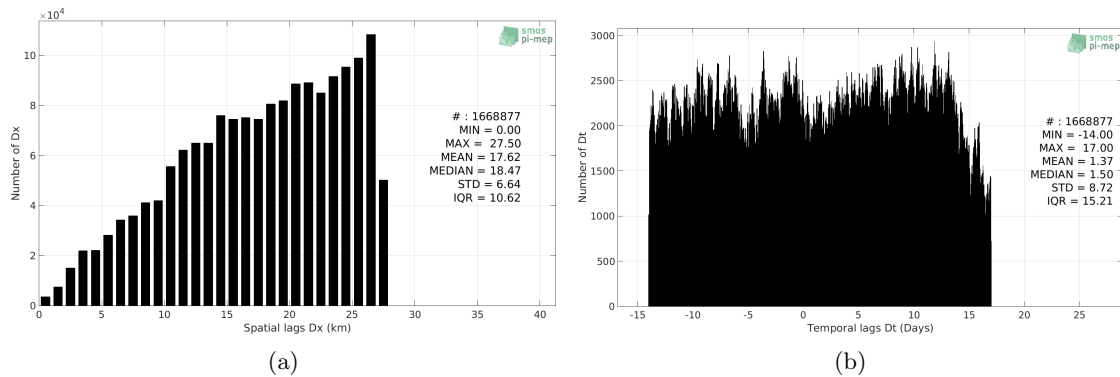 ×10⁴
10
8
6
4
2
0
Number of Dx
0 5 10 15 20 25 30 35 40
Spatial lags Dx (km)
smos
pi-mep
# : 1668877
MIN = 0.00
MAX = 27.50
MEAN = 17.62
MEDIAN = 18.47
STD = 6.64
IQR = 10.62
(a)
3000
2500
2000
1500
1000
500
0
Number of Dt
-15 -10 -5 0 5 10 15 20 25
Temporal lags Dt (Days)
smos
pi-mep
# : 1668877
MIN = -14.00
MAX = 17.00
MEAN = 1.37
MEDIAN = 1.50
STD = 8.72
IQR = 15.21
(b)